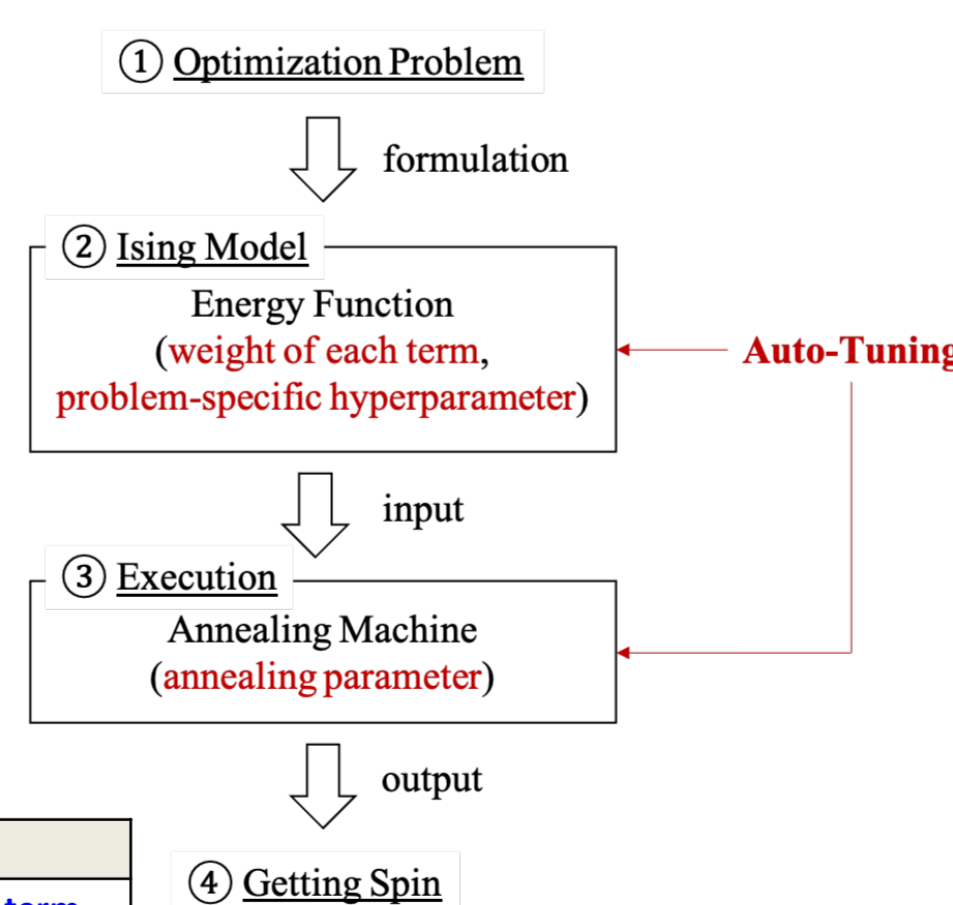 ① Optimization Problem
formulation
② Ising Model
Energy Function
(weight of each term,
problem-specific hyperparameter)
Auto-Tuning
input
③ Execution
Annealing Machine
(annealing parameter)
output
④ Getting Spin
term